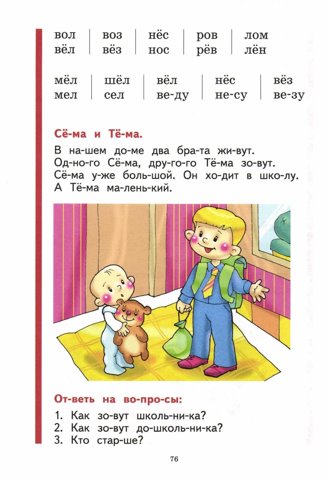 вол | воз | нёс | ров | лом
вёл | вёз | нос | рёв | лён
мёл | шёл | вёл | нёс | вёз
мел | сел | ве-ду | не-су | ве-зу
Сё-ма и Тё-ма.
В на-шем до-ме два бра-та жи-вут.
Од-но-го Сё-ма, дру-го-го Тё-ма зо-вут.
Сё-ма у-же боль-шой. Он хо-дит в шко-лу.
А Тё-ма ма-лень-кий.
От-веть на во-про-сы:
1. Как зо-вут школь-ни-ка?
2. Как зо-вут до-школь-ни-ка?
3. Кто стар-ше?
76